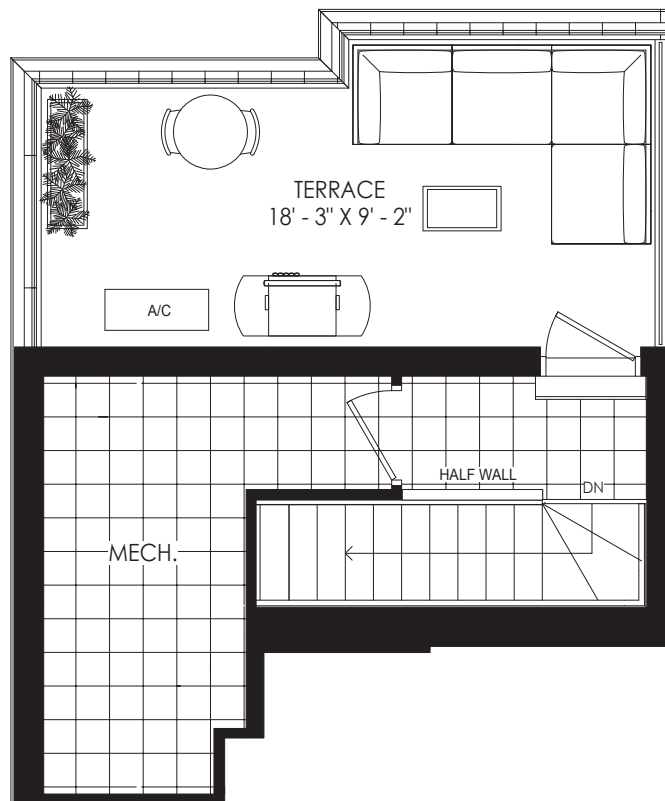 TERRACE
18' - 3" X 9' - 2"
A/C
HALF WALL
DN
MECH.